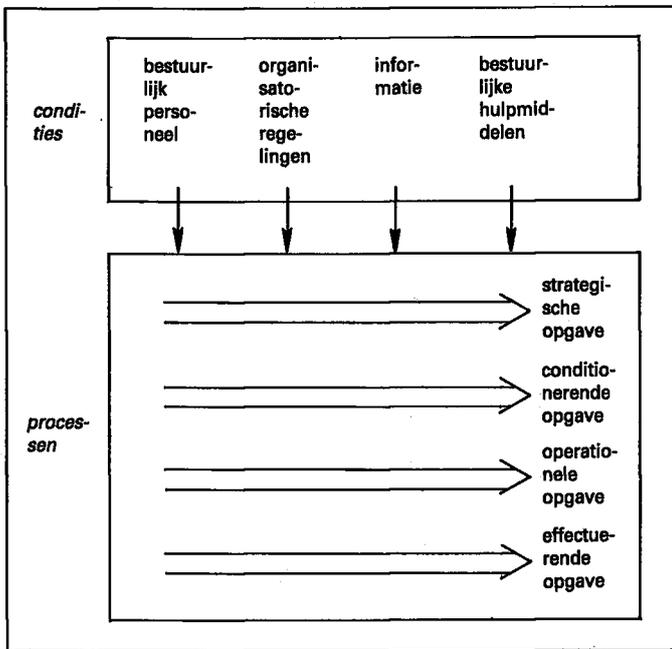 condi-
ties
bestuur-
lijk
perso-
neel
organi-
sato-
rische
rege-
lingen
infor-
matie
bestuur-
lijke
hulpmid-
delen
proces-
sen
strategi-
sche
opgave
conditio-
nerende
opgave
operatio-
nele
opgave
effectue-
rende
opgave